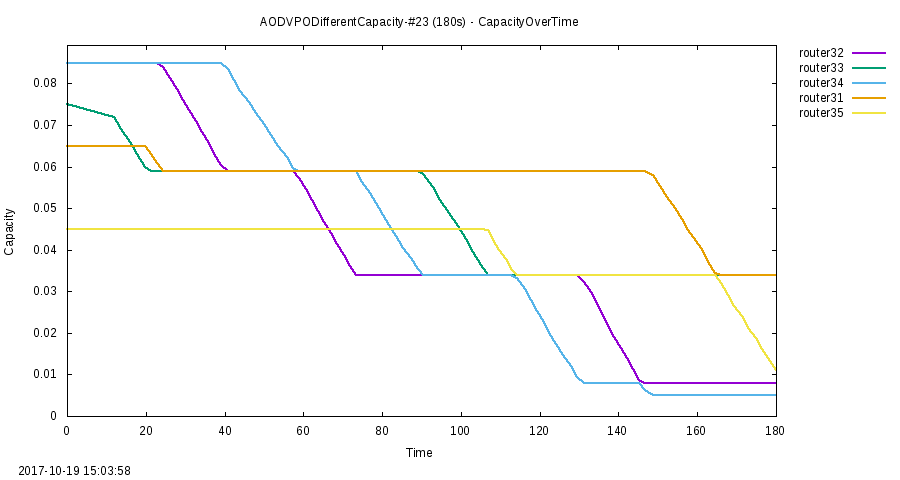 AODVPODifferentCapacity-#23 (180s) - CapacityOverTime
router32
router33
router34
router31
router35
0.08
0.07
0.06
0.05
0.04
0.03
0.02
0.01
0
Capacity
0 20 40 60 80 100 120 140 160 180
Time
2017-10-19 15:03:58